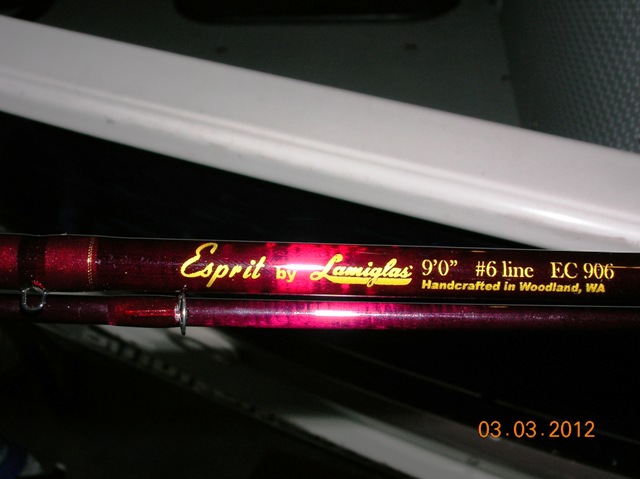 Esprit by Lamiglas 9'0" #6 line EC 906
Handcrafted in Woodland, WA
03.03.2012